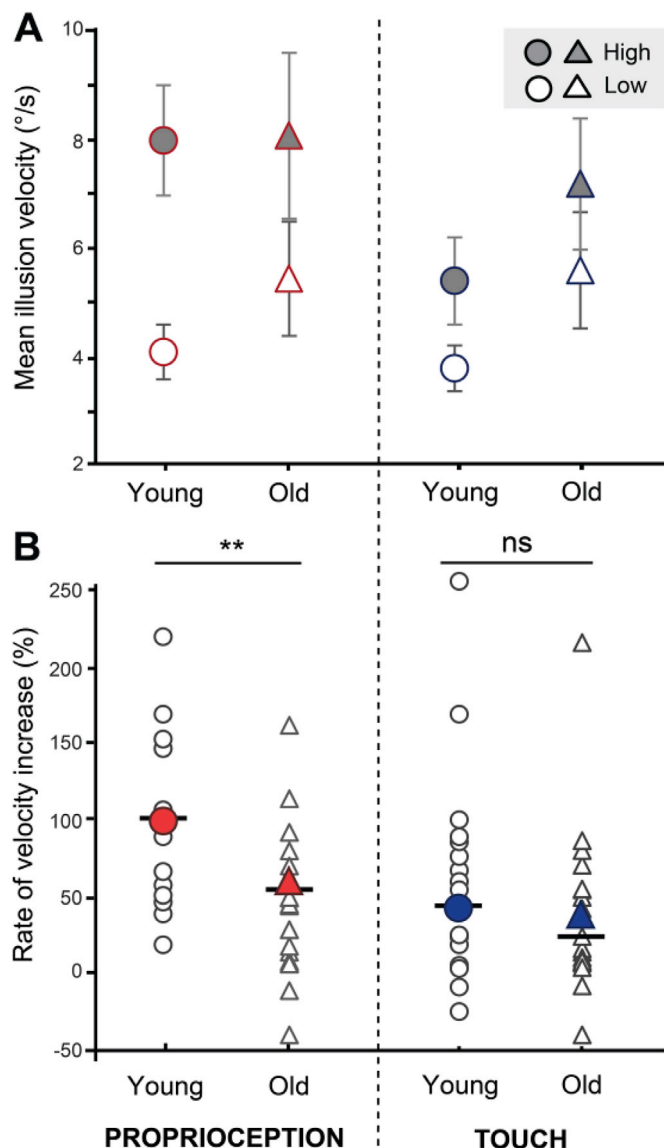 A
Mean illusion velocity (°/s)
10
8
6
4
2
High
Low
Young Old Young Old
B
Rate of velocity increase (%)
** ns
250
200
150
100
50
0
-50
Young Old Young Old
PROPRIOCEPTION TOUCH